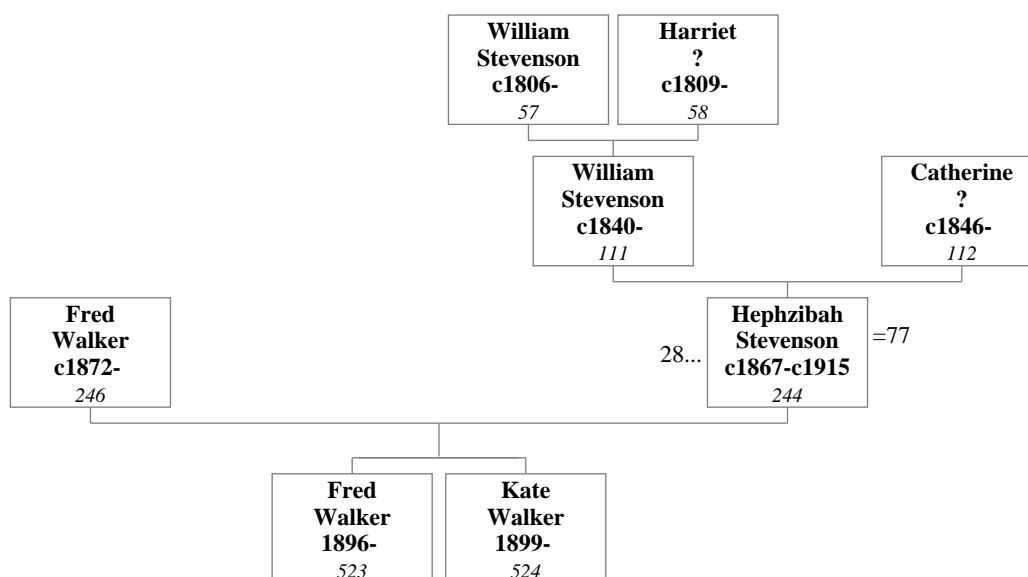 William
Stevenson
c1806-
57
Harriet
?
c1809-
58
William
Stevenson
c1840-
111
Catherine
?
c1846-
112
Fred
Walker
c1872-
246
28...
Hephzibah
Stevenson
c1867-c1915
244
=77
Fred
Walker
1896-
523
Kate
Walker
1899-
524